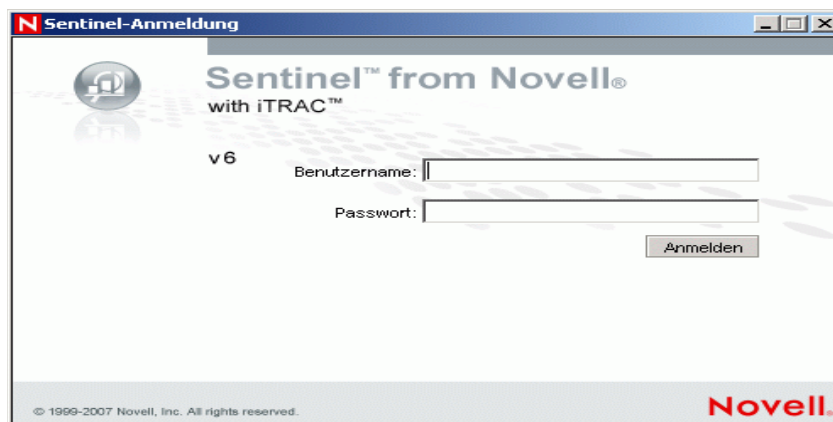 N Sentinel-Anmeldung
Sentinel™ from Novell®
with iTRAC™
v6
Benutzername:
Passwort:
Anmelden
© 1999-2007 Novell, Inc. All rights reserved.
Novell®